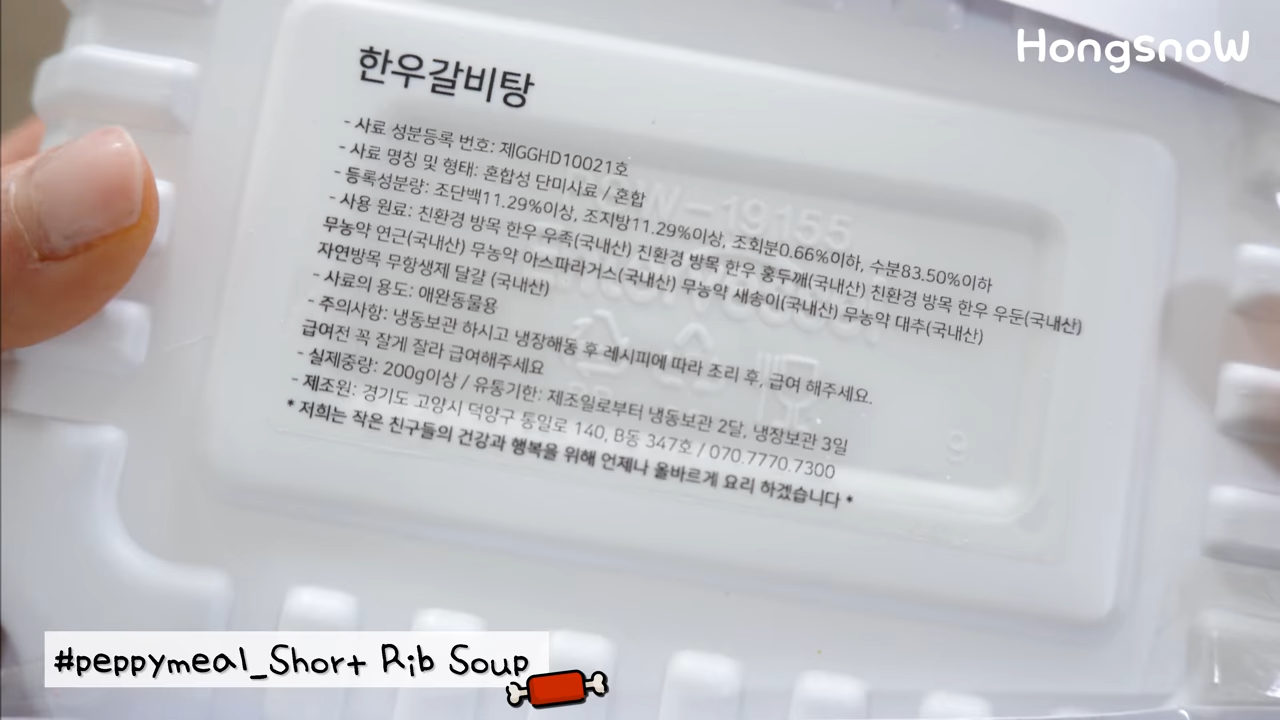 HongSnoW
한우갈비탕
- 사료 성분등록 번호: 제GGHD10021호
- 사료 명칭 및 형태: 혼합성 단미사료 / 혼합
- 등록성분량: 조단백11.29%이상, 조지방11.29%이상, 조회분0.66%이하, 수분83.50%이하
- 사용 원료: 친환경 방목 한우 우족(국내산) 친환경 방목 한우 홍두깨(국내산) 친환경 방목 한우 우둔(국내산)
무농약 연근(국내산) 무농약 아스파라거스(국내산) 무농약 새송이(국내산) 무농약 대추(국내산)
자연방목 무항생제 달걀 (국내산)
- 사료의 용도: 애완동물용
- 주의사항: 냉동보관 하시고 냉장해동 후 레시피에 따라 조리 후, 급여 해주세요.
급여전 꼭 잘게 잘라 급여해주세요
- 실제중량: 200g이상 / 유통기한: 제조일로부터 냉동보관 2달, 냉장보관 3일
- 제조원: 경기도 고양시 덕양구 통일로 140, B동 347호 / 070.7770.7300
* 저희는 작은 친구들의 건강과 행복을 위해 언제나 올바르게 요리 하겠습니다 *
19155
9
#peppymeal_Short Rib Soup